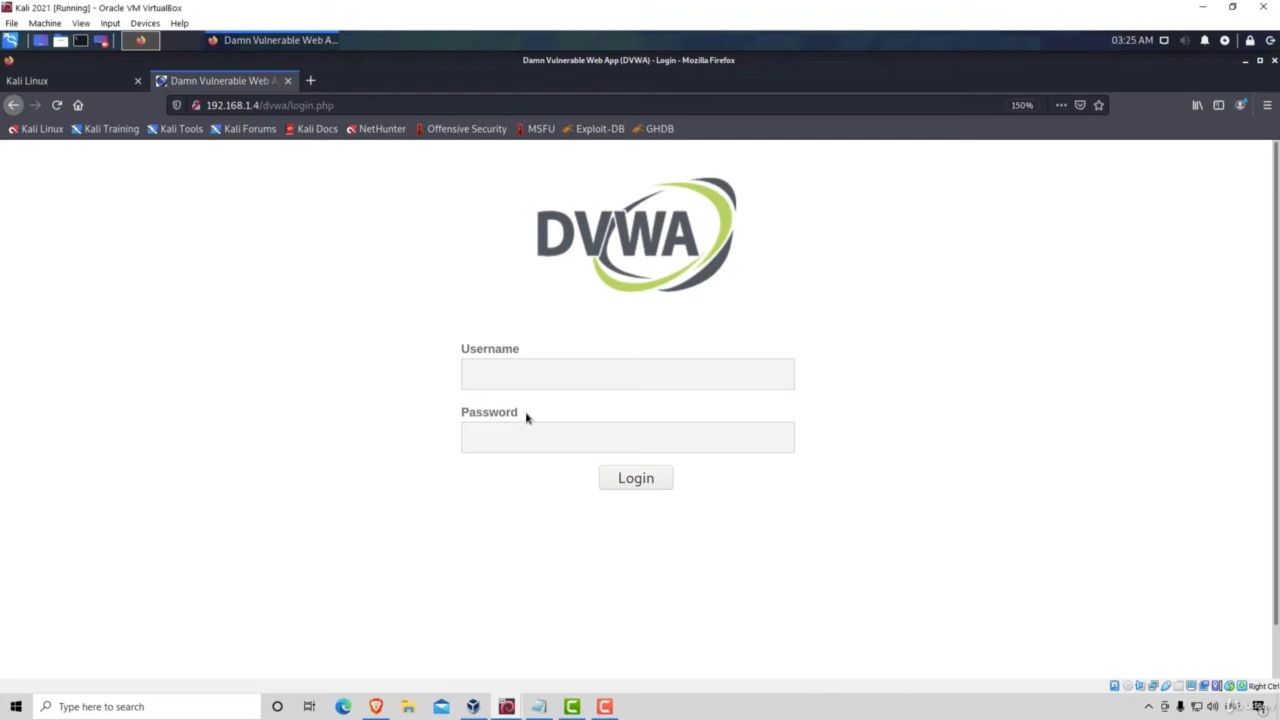 Kali 2021 [Running] - Oracle VM VirtualBox
File Machine View Input Devices Help
Damn Vulnerable Web A... 03:25 AM
Damn Vulnerable Web App (DVWA) - Login - Mozilla Firefox
Kali Linux Damn Vulnerable Web A
192.168.1.4/dvwa/login.php 150%
Kali Linux Kali Training Kali Tools Kali Forums Kali Docs NetHunter Offensive Security MSFU Exploit-DB GHDB
DVWA
Username
Password
Login
Right Ctrl
Type here to search